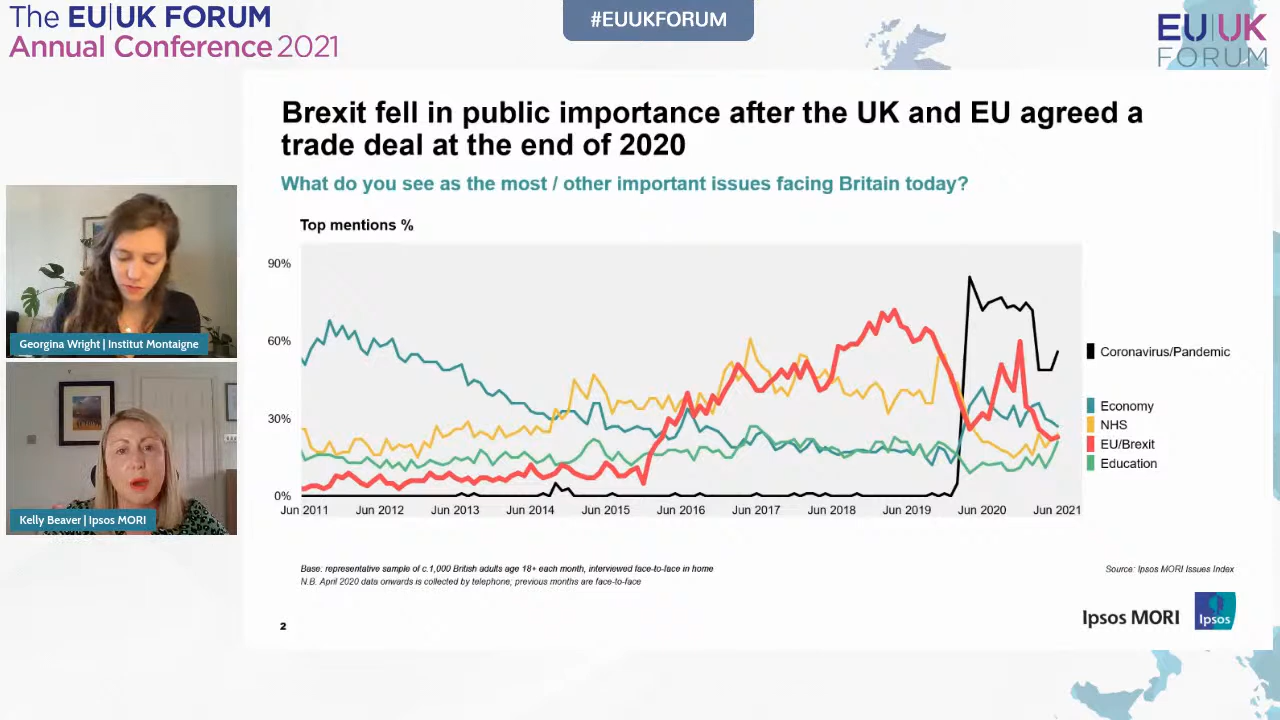 The EU|UK FORUM
Annual Conference 2021
#EUUKFORUM
EU|UK
FORUM
Brexit fell in public importance after the UK and EU agreed a
trade deal at the end of 2020
What do you see as the most / other important issues facing Britain today?
Top mentions %
90%
60%
30%
0%
Jun 2011 Jun 2012 Jun 2013 Jun 2014 Jun 2015 Jun 2016 Jun 2017 Jun 2018 Jun 2019 Jun 2020 Jun 2021
Coronavirus/Pandemic
Economy
NHS
EU/Brexit
Education
Georgina Wright | Institut Montaigne
Kelly Beaver | Ipsos MORI
Base: representative sample of c.1,000 British adults age 18+ each month, interviewed face-to-face in home
N.B. April 2020 data onwards is collected by telephone; previous months are face-to-face
Source: Ipsos MORI Issues Index
2
Ipsos MORI
Ipsos